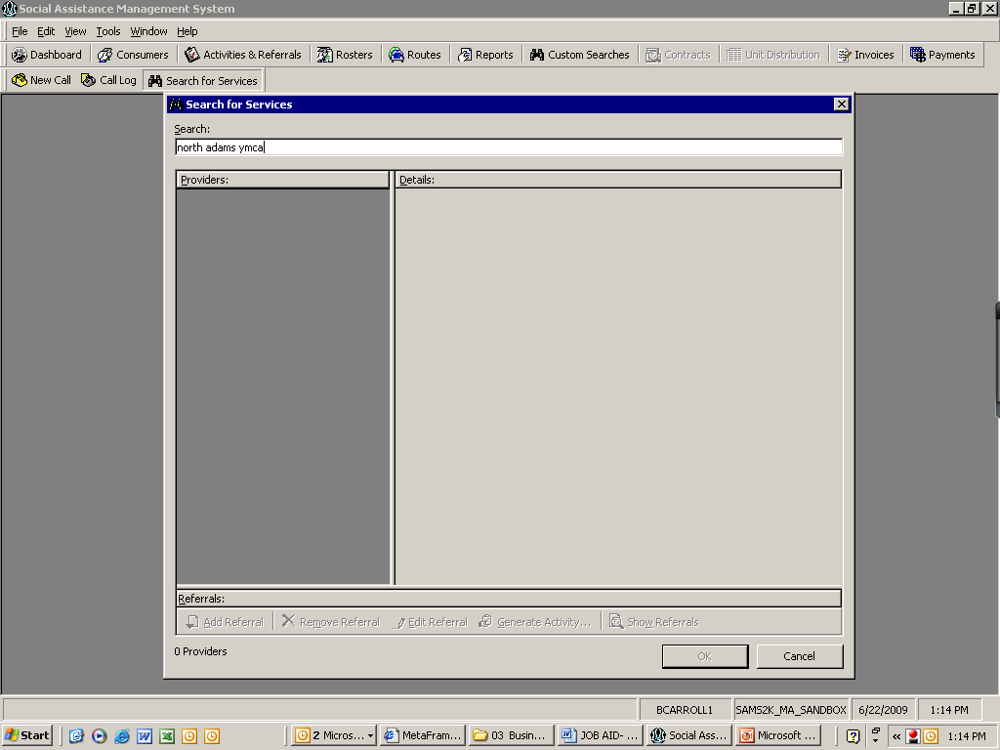 Social Assistance Management System
File Edit View Tools Window Help
Dashboard Consumers Activities & Referrals Rosters Routes Reports Custom Searches Contracts Unit Distribution Invoices Payments
New Call Call Log Search for Services
Search for Services
Search:
north adams ymca
Providers: Details:
Referrals:
Add Referral Remove Referral Edit Referral Generate Activity... Show Referrals
0 Providers OK Cancel
BCARROLL1 SAMS2K_MA_SANDBOX 6/22/2009 1:14 PM
Start 2 Micros... MetaFram... 03 Busin... JOB AID- ... Social Ass... Microsoft ... « 1:14 PM